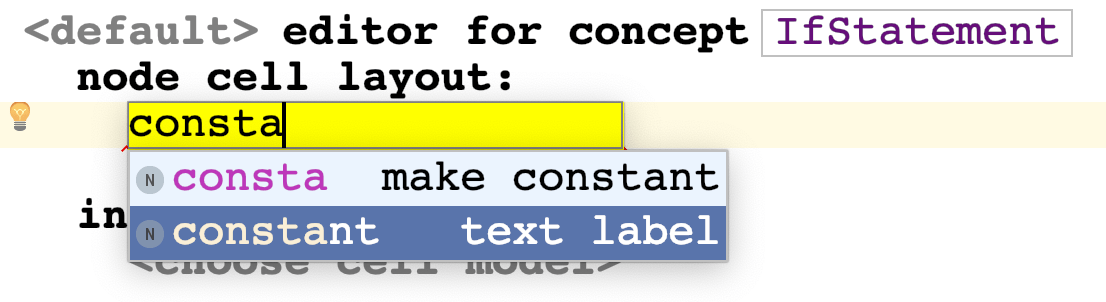 <default> editor for concept IfStatement
node cell layout:
consta
N consta make constant
N constant text label
in
<choose cell model>